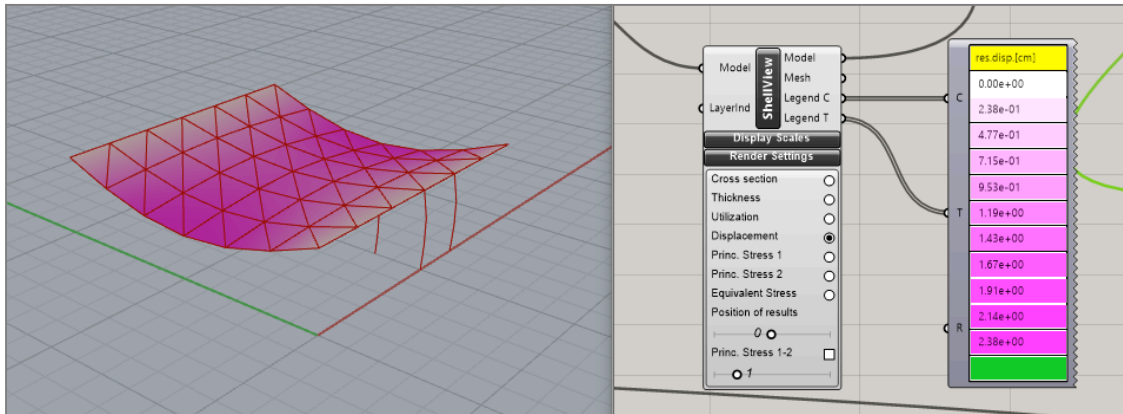 Model
LayerInd
ShellView
Model
Mesh
Legend C
Legend T
Display Scales
Render Settings
Cross section
Thickness
Utilization
Displacement
Princ. Stress 1
Princ. Stress 2
Equivalent Stress
Position of results
0
Princ. Stress 1-2
1
C
T
R
res.disp.[cm]
0.00e+00
2.38e-01
4.77e-01
7.15e-01
9.53e-01
1.19e+00
1.43e+00
1.67e+00
1.91e+00
2.14e+00
2.38e+00